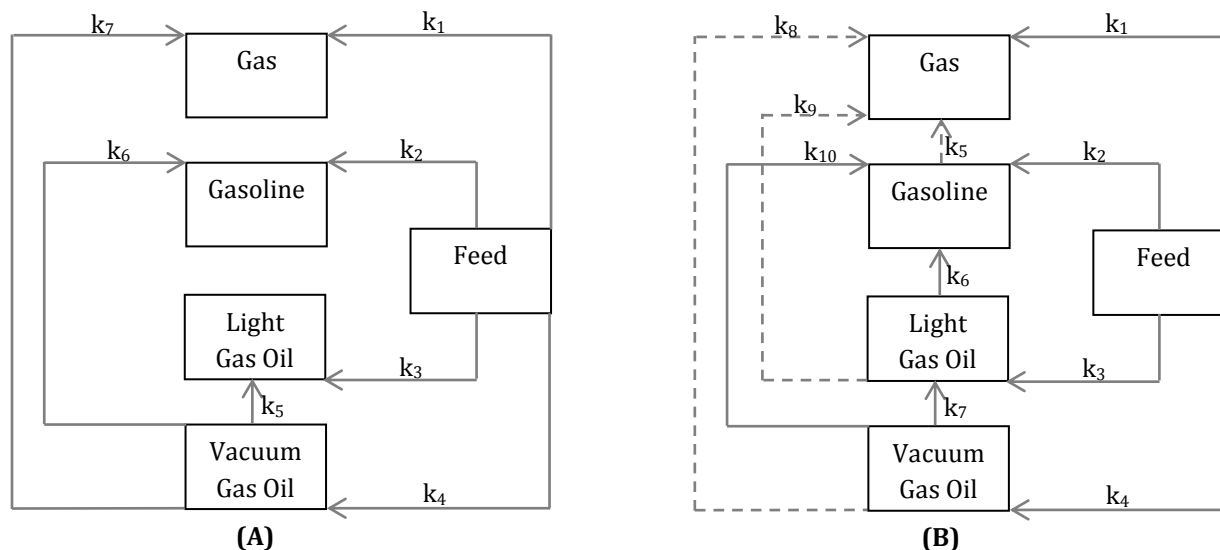 k₇
k₁
Gas
k₆
k₂
Gasoline
Feed
Light
Gas Oil
k₃
k₅
Vacuum
Gas Oil
k₄
(A)
k₈
k₁
Gas
k₉
k₅
k₁₀
k₂
Gasoline
Feed
k₆
Light
Gas Oil
k₃
k₇
Vacuum
Gas Oil
k₄
(B)